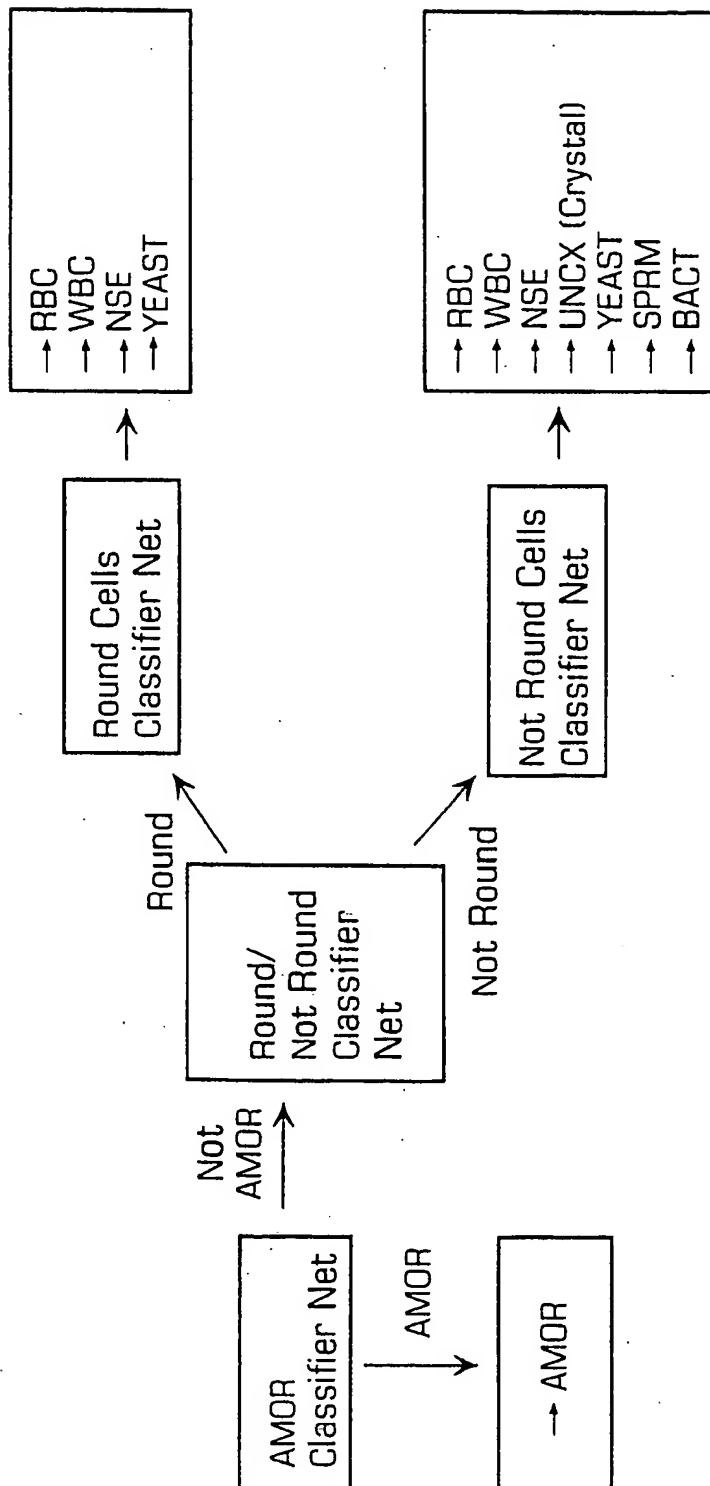 AMOR
Classifier Net
AMOR
→ AMOR
Not
AMOR
Round/
Not Round
Classifier
Net
Round
Not Round
Round Cells
Classifier Net
→ RBC
→ WBC
→ NSE
→ YEAST
Not Round Cells
Classifier Net
→ RBC
→ WBC
→ NSE
→ UNCX (Crystal)
→ YEAST
→ SPRM
→ BACT